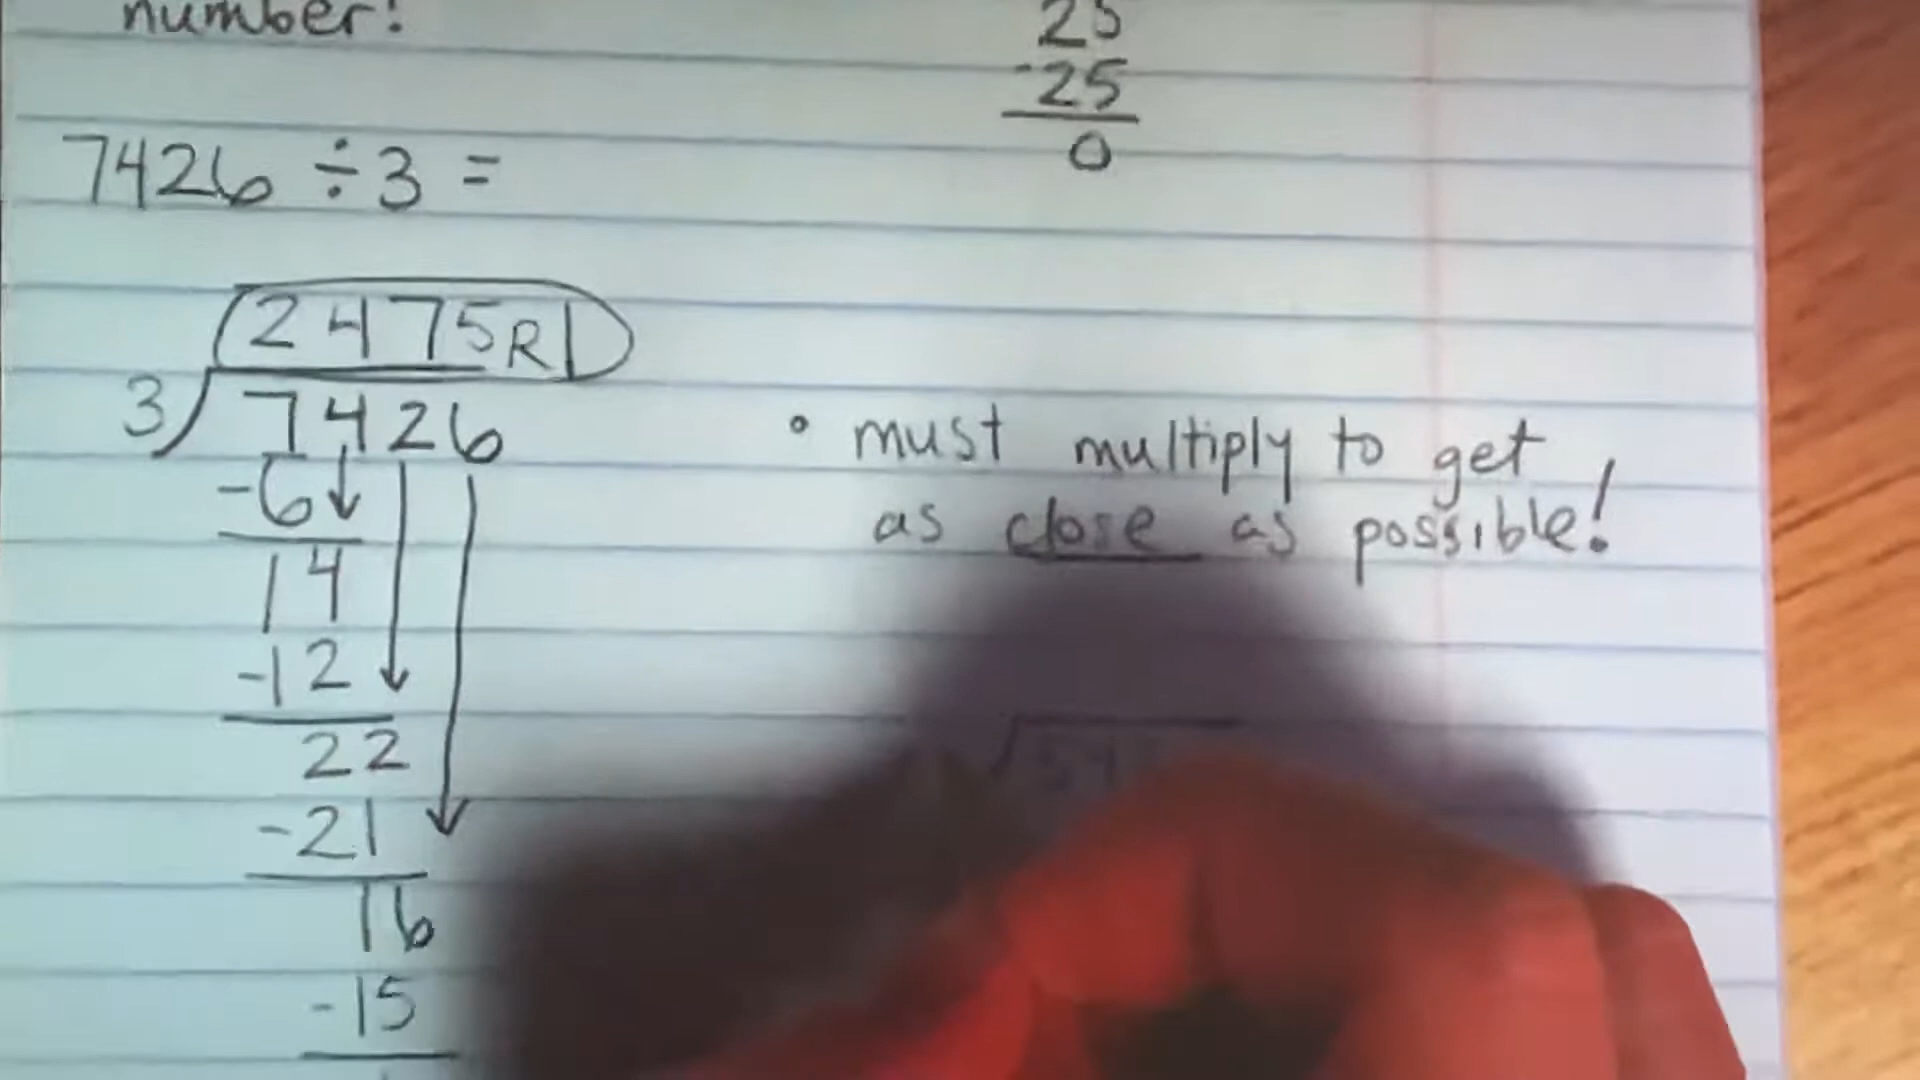 number!
25
-25
0
7426 ÷ 3 =
2475R1
3 7426
-6
14
-12
22
-21
16
-15
• must multiply to get
as close as possible!